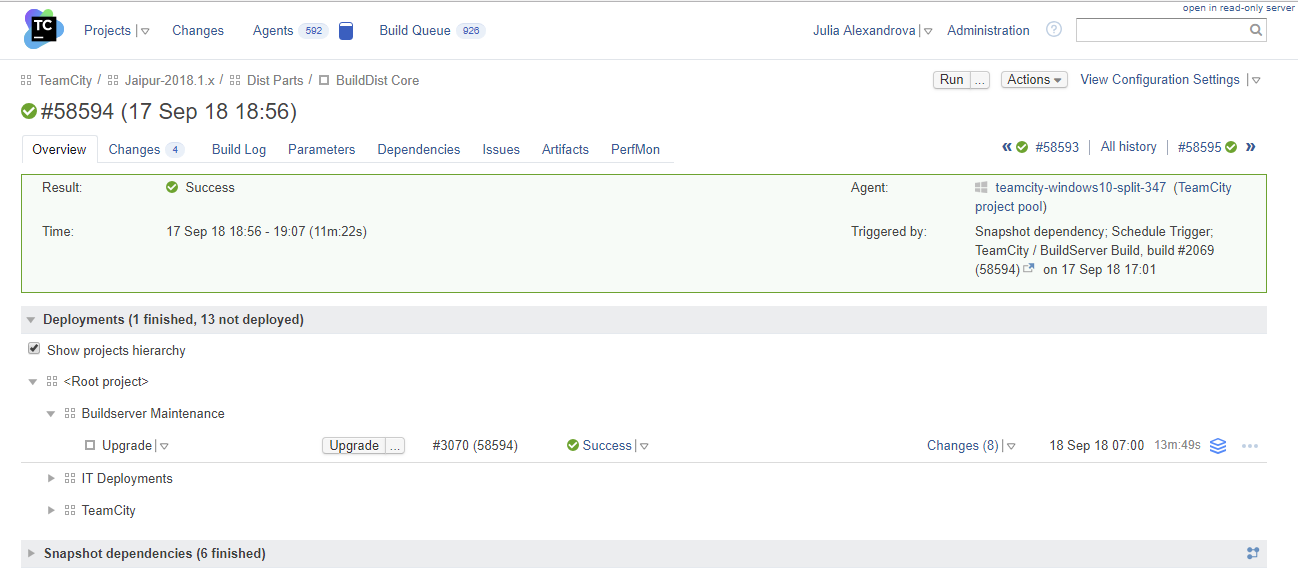 open in read-only server
TC Projects Changes Agents 592 Build Queue 926 Julia Alexandrova Administration ?
TeamCity / Jaipur-2018.1.x / Dist Parts / BuildDist Core Run ... Actions View Configuration Settings
#58594 (17 Sep 18 18:56)
Overview Changes 4 Build Log Parameters Dependencies Issues Artifacts PerfMon « #58593 All history #58595 »
Result: Success Agent: teamcity-windows10-split-347 (TeamCity
project pool)
Time: 17 Sep 18 18:56 - 19:07 (11m:22s) Triggered by: Snapshot dependency; Schedule Trigger;
TeamCity / BuildServer Build, build #2069
(58594) on 17 Sep 18 17:01
Deployments (1 finished, 13 not deployed)
Show projects hierarchy
<Root project>
Buildserver Maintenance
Upgrade Upgrade ... #3070 (58594) Success Changes (8) 18 Sep 18 07:00 13m:49s
IT Deployments
TeamCity
Snapshot dependencies (6 finished)